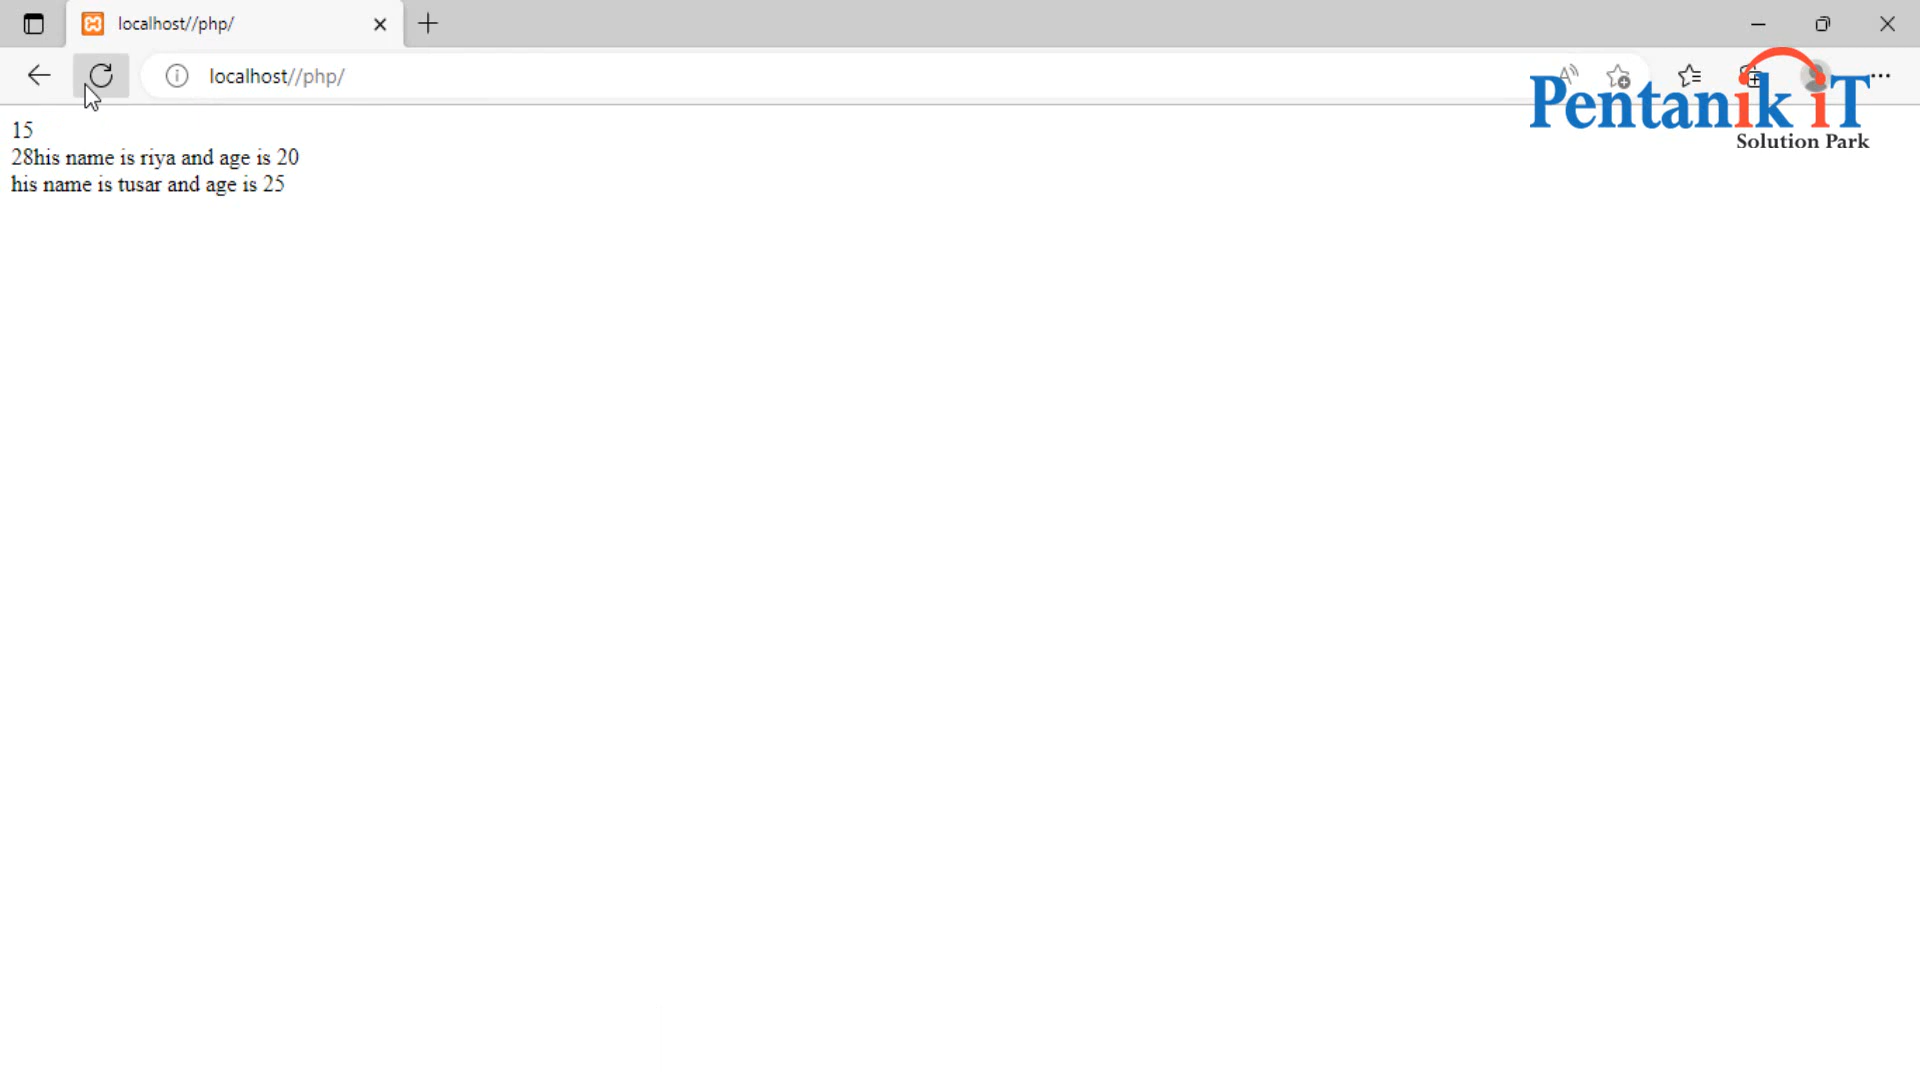 localhost//php/
localhost//php/
Pentanik iT
Solution Park
15
28his name is riya and age is 20
his name is tusar and age is 25